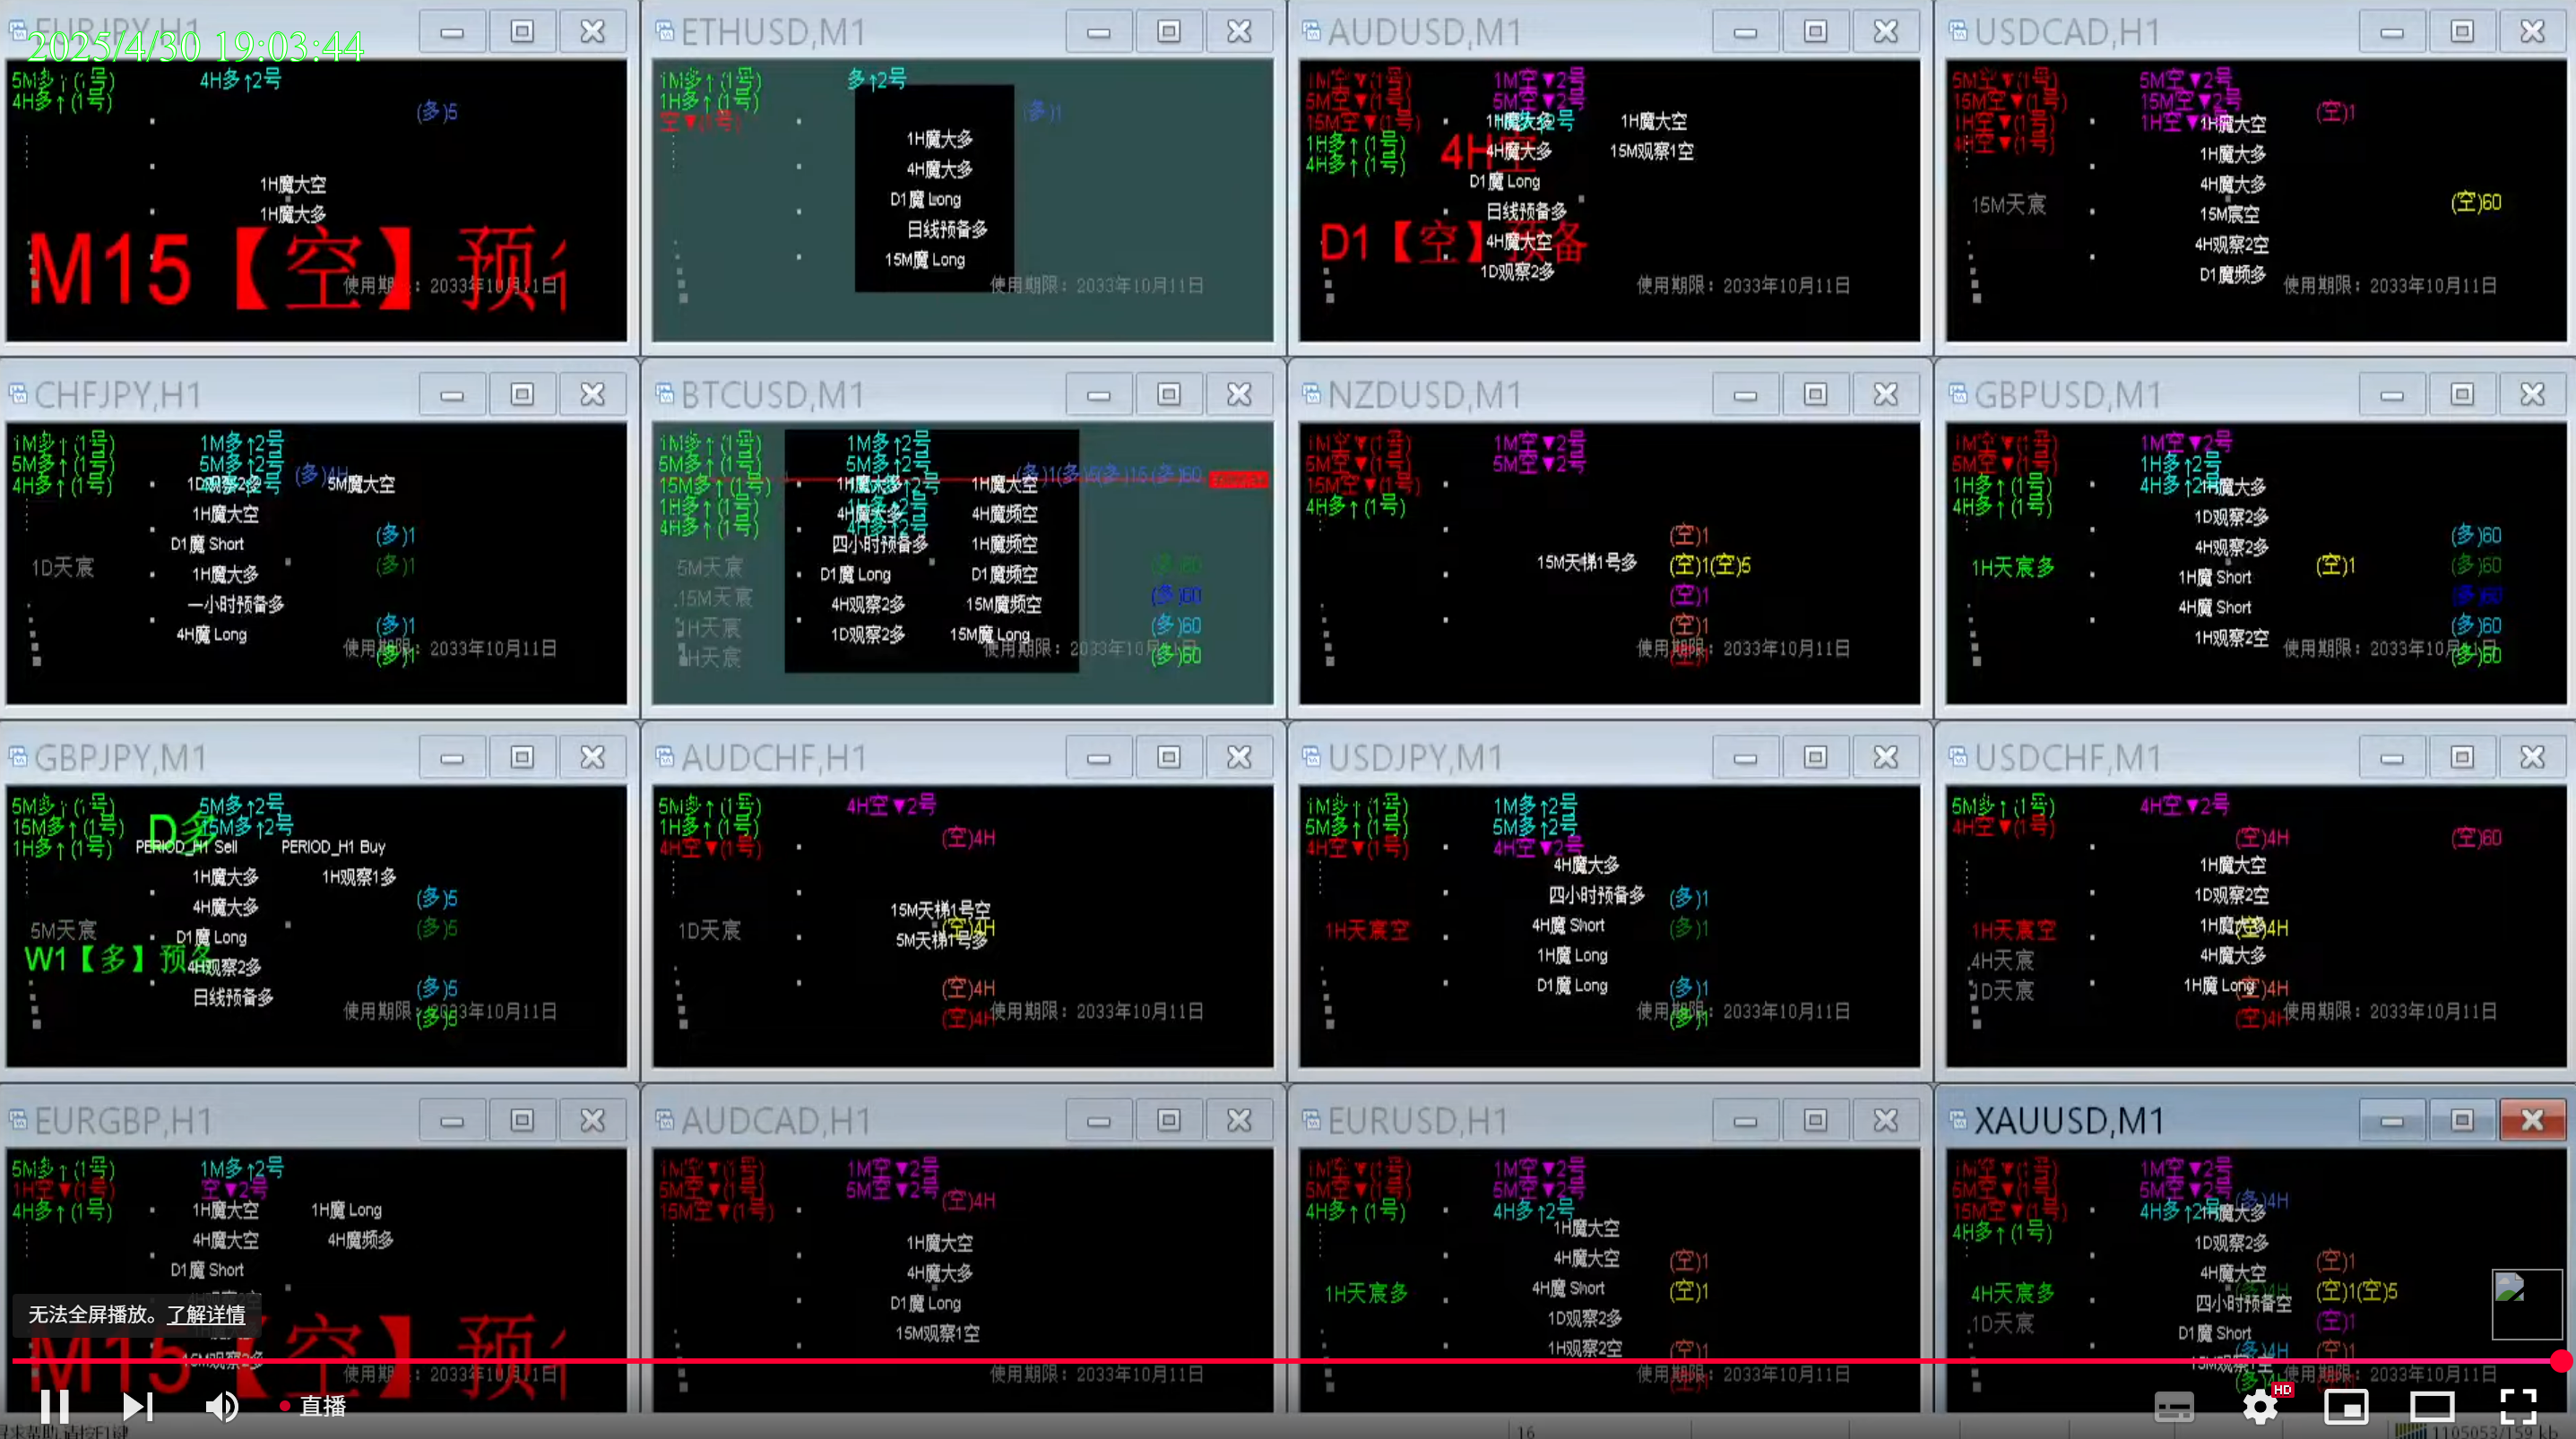 2025/4/30 19:03:44
EURJPY,H1
5M多↑(1号)
4H多↑2号
4H多↑(1号)
(多)5
1H魔大空
1H魔大多
M15【空】预
使用期限：2033年10月11日
ETHUSD,M1
1M多↑(1号)
多↑2号
1H多↑(1号)
空▼(1号)
(多)1
1H魔大多
4H魔大多
D1魔 Long
日线预备多
15M魔 Long
使用期限：2033年10月11日
AUDUSD,M1
1M空▼(1号)
1M空▼2号
5M空▼(1号)
5M空▼2号
15M空▼(1号)
1H魔大多
1H魔大空
1H多↑(1号)
4H空
4H魔大多
15M观察1空
4H多↑(1号)
D1魔 Long
日线预备多
D1【空】预备
4H魔大空
1D观察2多
使用期限：2033年10月11日
USDCAD,H1
5M空▼(1号)
5M空▼2号
15M空▼(1号)
15M空▼2号
1H空▼(1号)
1H空▼
1H魔大空
(空)1
4H空▼(1号)
1H魔大多
4H魔大多
15M天宸
15M宸空
(空)60
4H观察2空
D1魔频多
使用期限：2033年10月11日
CHFJPY,H1
1M多↑(1号)
1M多↑2号
5M多↑(1号)
5M多↑2号
(多)4H
4H多↑(1号)
1D观察2多
5M魔大空
1H魔大空
(多)1
D1魔 Short
1D天宸
(多)1
1H魔大多
一小时预备多
(多)1
4H魔 Long
使用期限：2033年10月11日
(多)1
BTCUSD,M1
1M多↑(1号)
1M多↑2号
5M多↑(1号)
5M多↑2号
(多)1(多)5(多)15(多)60
15M多↑(1号)
1H魔大多
1H魔大空
1H多↑(1号)
1H多↑2号
4H魔大多
4H魔频空
4H多↑(1号)
4H多↑2号
四小时预备多
1H魔频空
5M天宸
D1魔 Long
D1魔频空
(多)60
15M天宸
4H观察2多
15M魔频空
(多)60
1H天宸
1D观察2多
15M魔 Long
(多)60
H天宸
使用期限：2033年10月11日
(多)60
NZDUSD,M1
1M空▼(1号)
1M空▼2号
5M空▼(1号)
5M空▼2号
15M空▼(1号)
4H多↑(1号)
(空)1
15M天梯1号多
(空)1(空)5
(空)1
(空)1
使用期限：2033年10月11日
(空)1
GBPUSD,M1
1M空▼(1号)
1M空▼2号
5M空▼(1号)
1H多↑2号
1H多↑(1号)
4H多↑2号
1H魔大多
4H多↑(1号)
1D观察2多
(多)60
4H观察2多
1H天宸多
1H魔 Short
(空)1
(多)60
4H魔 Short
(多)60
1H观察2空
(多)60
使用期限：2033年10月11日
(多)60
GBPJPY,M1
5M多↑(1号)
5M多↑2号
15M多↑(1号)
D多
15M多↑2号
1H多↑(1号)
PERIOD_H1 Sell
PERIOD_H1 Buy
1H魔大多
1H观察1多
(多)5
4H魔大多
5M天宸
D1魔 Long
(多)5
W1【多】预备
4H观察2多
日线预备多
(多)5
使用期限：2033年10月11日
(多)5
AUDCHF,H1
5M多↑(1号)
4H空▼2号
1H多↑(1号)
(空)4H
4H空▼(1号)
15M天梯1号空
1D天宸
(空)4H
5M天梯1号多
(空)4H
使用期限：2033年10月11日
(空)4H
USDJPY,M1
1M多↑(1号)
1M多↑2号
5M多↑(1号)
5M多↑2号
4H空▼(1号)
4H空▼2号
4H魔大多
四小时预备多
(多)1
1H天宸空
4H魔 Short
(多)1
1H魔 Long
D1魔 Long
(多)1
使用期限：2033年10月11日
(多)1
USDCHF,M1
5M多↑(1号)
4H空▼2号
4H空▼(1号)
(空)4H
(空)60
1H魔大空
1D观察2空
1H天宸空
1H魔大多
(空)4H
4H天宸
4H魔大多
1D天宸
1H魔 Long
(空)4H
使用期限：2033年10月11日
(空)4H
EURGBP,H1
5M多↑(1号)
1M多↑2号
1H空▼(1号)
空▼2号
4H多↑(1号)
1H魔大空
1H魔 Long
4H魔大空
4H魔频多
D1魔 Short
M15【空】预
15M观察2多
使用期限：2033年10月11日
AUDCAD,H1
1M空▼(1号)
1M空▼2号
5M空▼(1号)
5M空▼2号
(空)4H
15M空▼(1号)
1H魔大空
4H魔大多
D1魔 Long
15M观察1空
使用期限：2033年10月11日
EURUSD,H1
1M空▼(1号)
1M空▼2号
5M空▼(1号)
5M空▼2号
4H多↑(1号)
4H多↑2号
1H魔大空
4H魔大空
(空)1
1H天宸多
4H魔 Short
(空)1
1D观察2多
1H观察2空
(空)1
使用期限：2033年10月11日
XAUUSD,M1
1M空▼(1号)
1M空▼2号
5M空▼(1号)
5M空▼2号
(多)4H
15M空▼(1号)
4H多↑2号
1H魔大多
4H多↑(1号)
1D观察2多
4H魔大空
(空)1
4H天宸多
四小时预备空
(空)1(空)5
1D天宸
D1魔 Short
(空)1
(多)4H
(空)1
使用期限：2033年10月11日
无法全屏播放。了解详情
直播
HD
16
1105053/159 kb